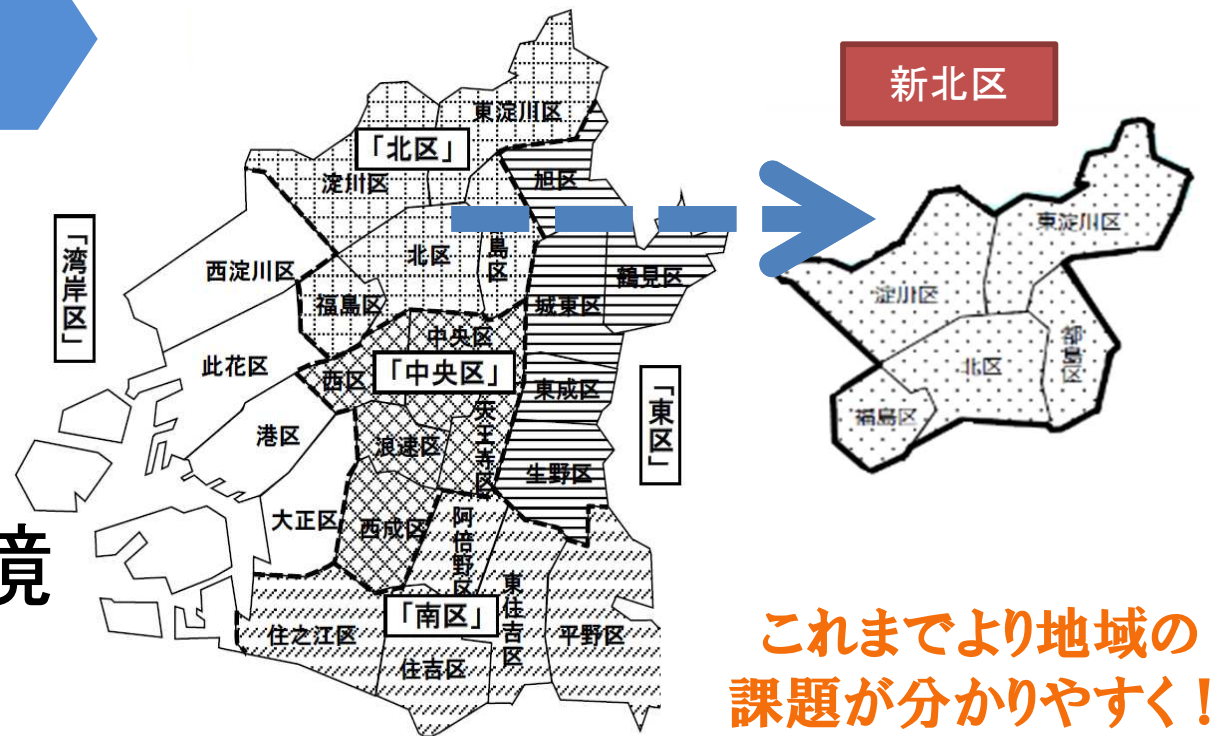 新北区
東淀川区
「北区」
淀川区
旭区
「湾岸区」
西淀川区
北区
島区
鶴見区
福島区
城東区
中央区
此花区
西区
「中央区」
東成区
「東区」
港区
浪速区
天王寺区
生野区
大正区
西成区
阿倍野区
東住吉区
「南区」
住之江区
平野区
住吉区
境
東淀川区
淀川区
北区
都島区
福島区
これまでより地域の
課題が分かりやすく！